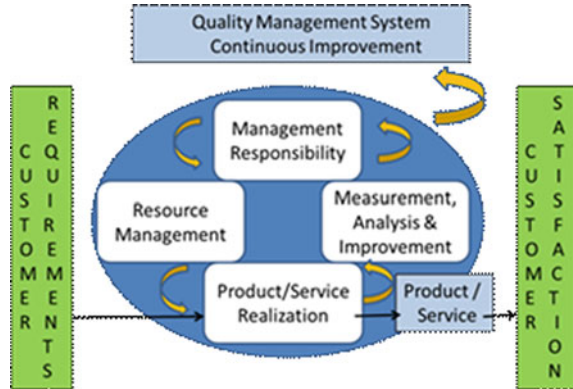 Quality Management System
Continuous Improvement
CUSTOMER
REQUIREMENTS
Management
Responsibility
Resource
Management
Measurement,
Analysis &
Improvement
Product/Service
Realization
Product /
Service
CUSTOMER
SATISFACTION